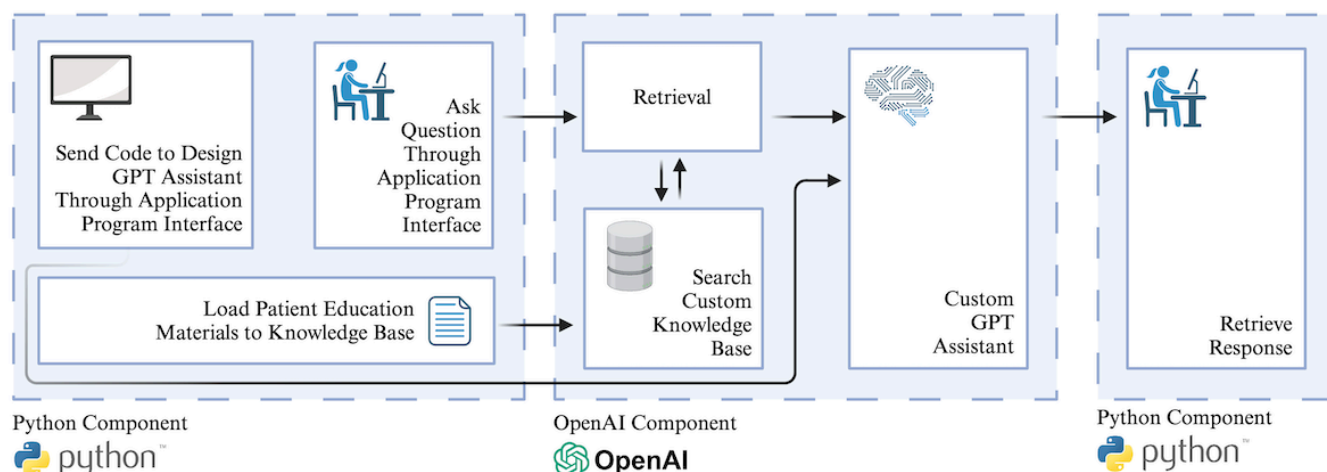 Send Code to Design
GPT Assistant
Through Application
Program Interface
Ask
Question
Through
Application
Program
Interface
Load Patient Education
Materials to Knowledge Base
Retrieval
Search
Custom
Knowledge
Base
Custom
GPT
Assistant
Retrieve
Response
Python Component
python™
OpenAI Component
OpenAI
Python Component
python™